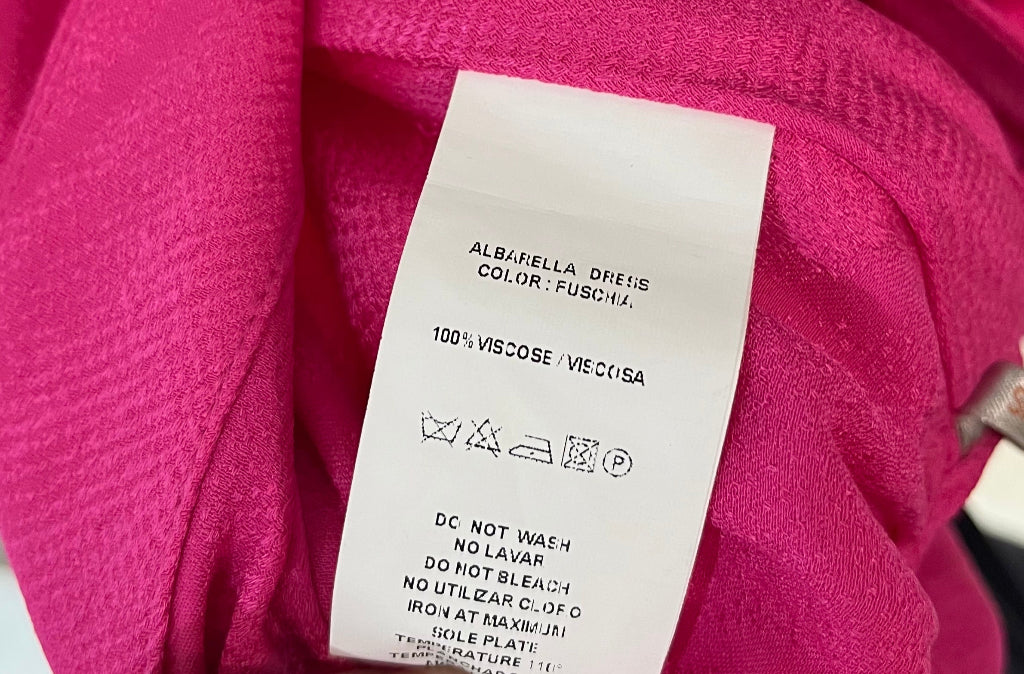 ALBARELLA DRESS
COLOR : FUSCHIA
100% VISCOSE / VISCOSA
P
DO NOT WASH
NO LAVAR
DO NOT BLEACH
NO UTILIZAR CLORO
IRON AT MAXIMUM
SOLE PLATE
TEMPERATURE 110°